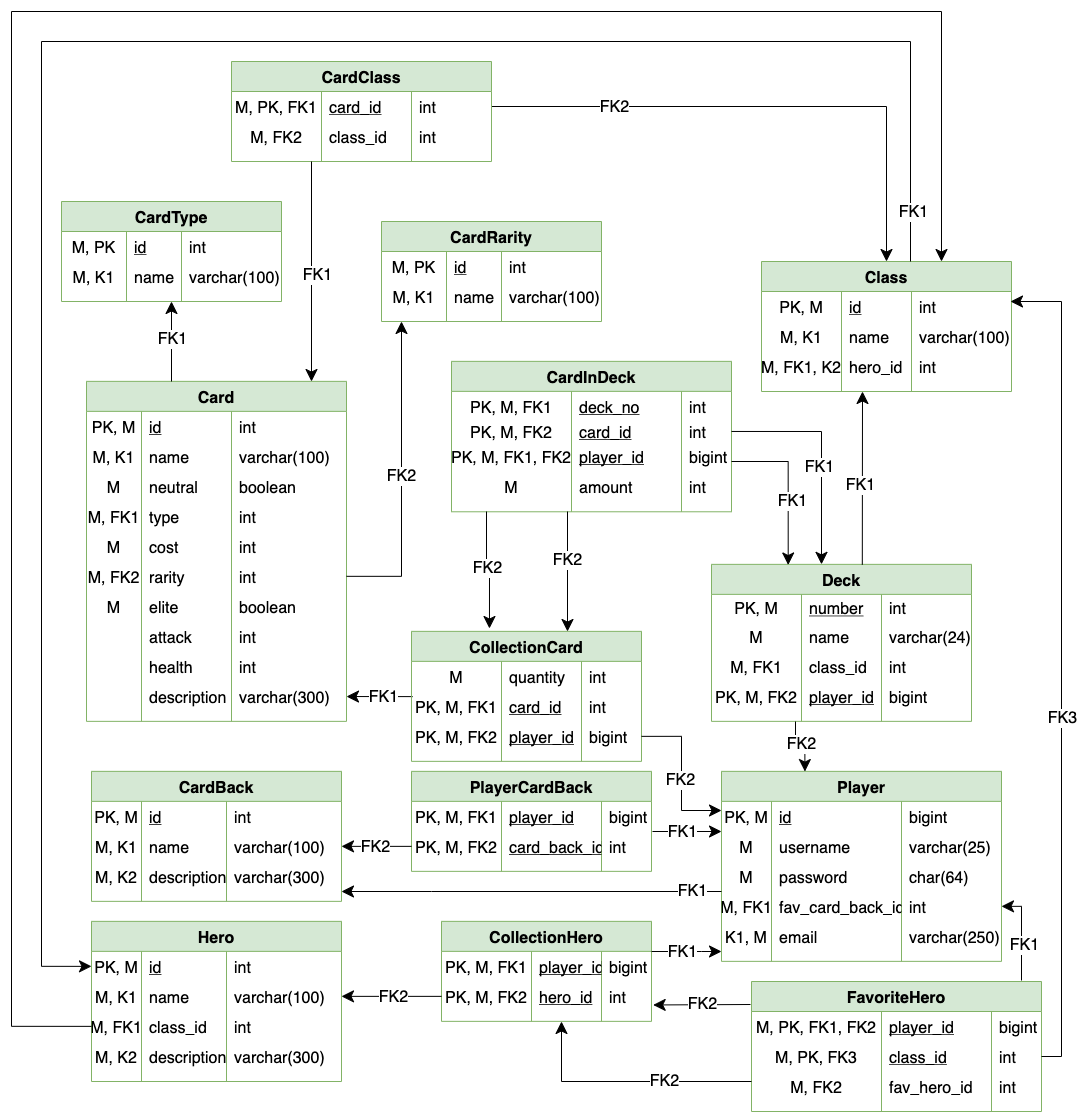 CardClass
M, PK, FK1 card_id int
M, FK2 class_id int
FK2
FK1
FK1
CardType
M, PK id int
M, K1 name varchar(100)
CardRarity
M, PK id int
M, K1 name varchar(100)
Class
PK, M id int
M, K1 name varchar(100)
M, FK1, K2 hero_id int
FK1
CardInDeck
PK, M, FK1 deck_no int
PK, M, FK2 card_id int
PK, M, FK1, FK2 player_id bigint
M amount int
Card
PK, M id int
M, K1 name varchar(100)
M neutral boolean
M, FK1 type int
M cost int
M, FK2 rarity int
M elite boolean
attack int
health int
description varchar(300)
FK2
FK1
FK1
FK1
FK2
FK2
Deck
PK, M number int
M name varchar(24)
M, FK1 class_id int
PK, M, FK2 player_id bigint
CollectionCard
M quantity int
PK, M, FK1 card_id int
PK, M, FK2 player_id bigint
FK1
FK3
FK2
FK2
CardBack
PK, M id int
M, K1 name varchar(100)
M, K2 description varchar(300)
PlayerCardBack
PK, M, FK1 player_id bigint
PK, M, FK2 card_back_id int
Player
PK, M id bigint
M username varchar(25)
M password char(64)
M, FK1 fav_card_back_id int
K1, M email varchar(250)
FK1
FK2
FK1
Hero
PK, M id int
M, K1 name varchar(100)
M, FK1 class_id int
M, K2 description varchar(300)
CollectionHero
PK, M, FK1 player_id bigint
PK, M, FK2 hero_id int
FK1
FK1
FK2
FK2
FavoriteHero
M, PK, FK1, FK2 player_id bigint
M, PK, FK3 class_id int
M, FK2 fav_hero_id int
FK2